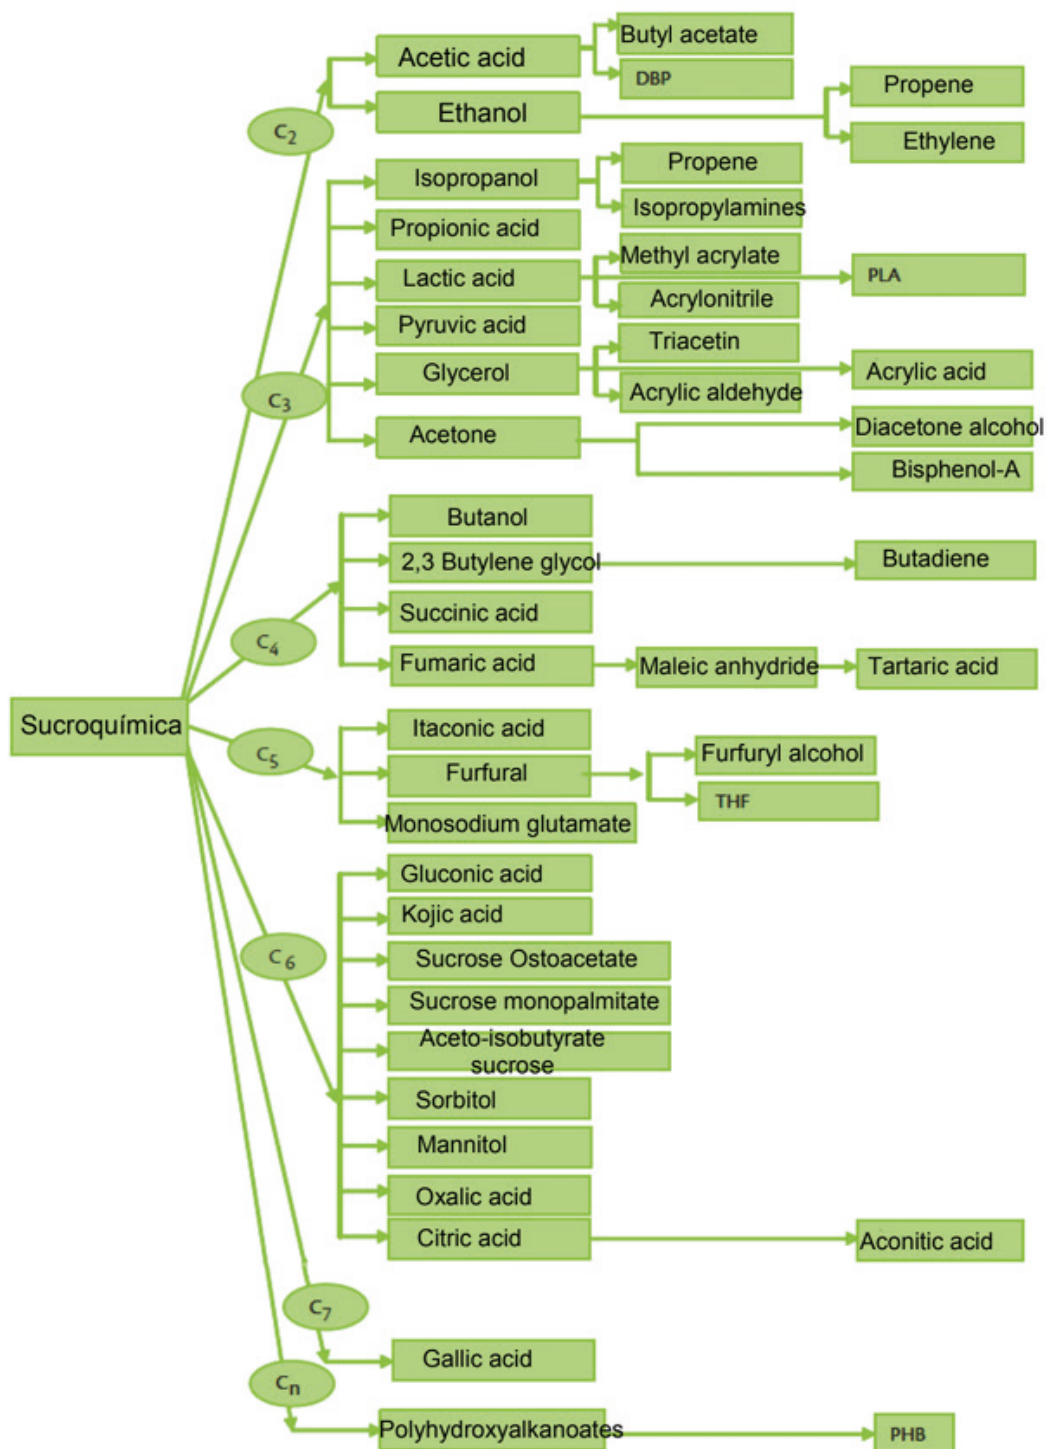 Acetic acid
Butyl acetate
DBP
Ethanol
Propene
Ethylene
C2
Isopropanol
Propene
Isopropylamines
Propionic acid
Lactic acid
Methyl acrylate
Acrylonitrile
PLA
Pyruvic acid
Glycerol
Triacetin
Acrylic aldehyde
Acrylic acid
C3
Acetone
Diacetone alcohol
Bisphenol-A
Butanol
2,3 Butylene glycol
Butadiene
Succinic acid
C4
Fumaric acid
Maleic anhydride
Tartaric acid
Sucroquímica
Itaconic acid
C5
Furfural
Furfuryl alcohol
THF
Monosodium glutamate
Gluconic acid
Kojic acid
C6
Sucrose Ostoacetate
Sucrose monopalmitate
Aceto-isobutyrate
sucrose
Sorbitol
Mannitol
Oxalic acid
Citric acid
Aconitic acid
C7
Gallic acid
Cn
Polyhydroxyalkanoates
PHB